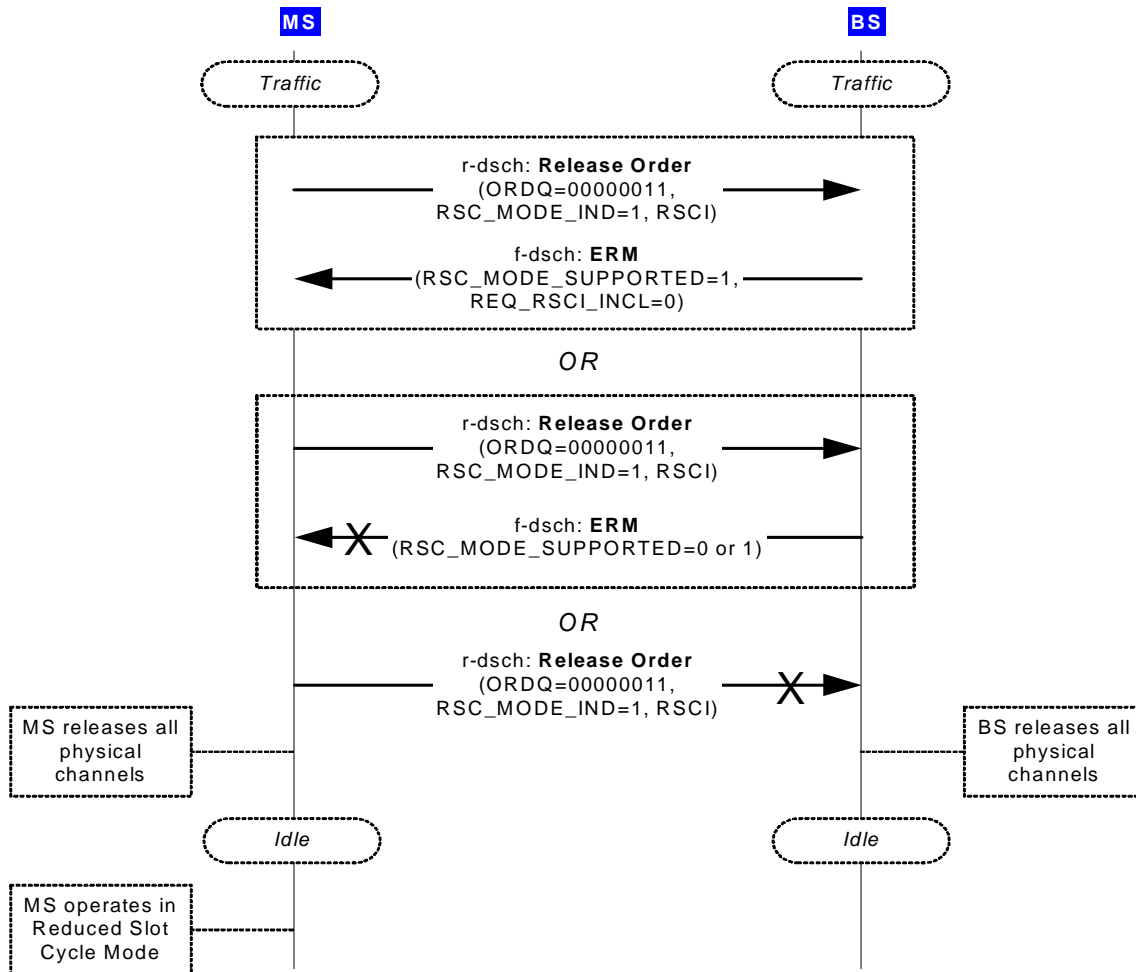 MS
BS
Traffic
Traffic
r-dsch: Release Order
(ORDQ=00000011,
RSC_MODE_IND=1, RSCI)
f-dsch: ERM
(RSC_MODE_SUPPORTED=1,
REQ_RSCI_INCL=0)
OR
r-dsch: Release Order
(ORDQ=00000011,
RSC_MODE_IND=1, RSCI)
f-dsch: ERM
(RSC_MODE_SUPPORTED=0 or 1)
X
OR
r-dsch: Release Order
(ORDQ=00000011,
RSC_MODE_IND=1, RSCI)
X
MS releases all
physical
channels
BS releases all
physical
channels
Idle
Idle
MS operates in
Reduced Slot
Cycle Mode